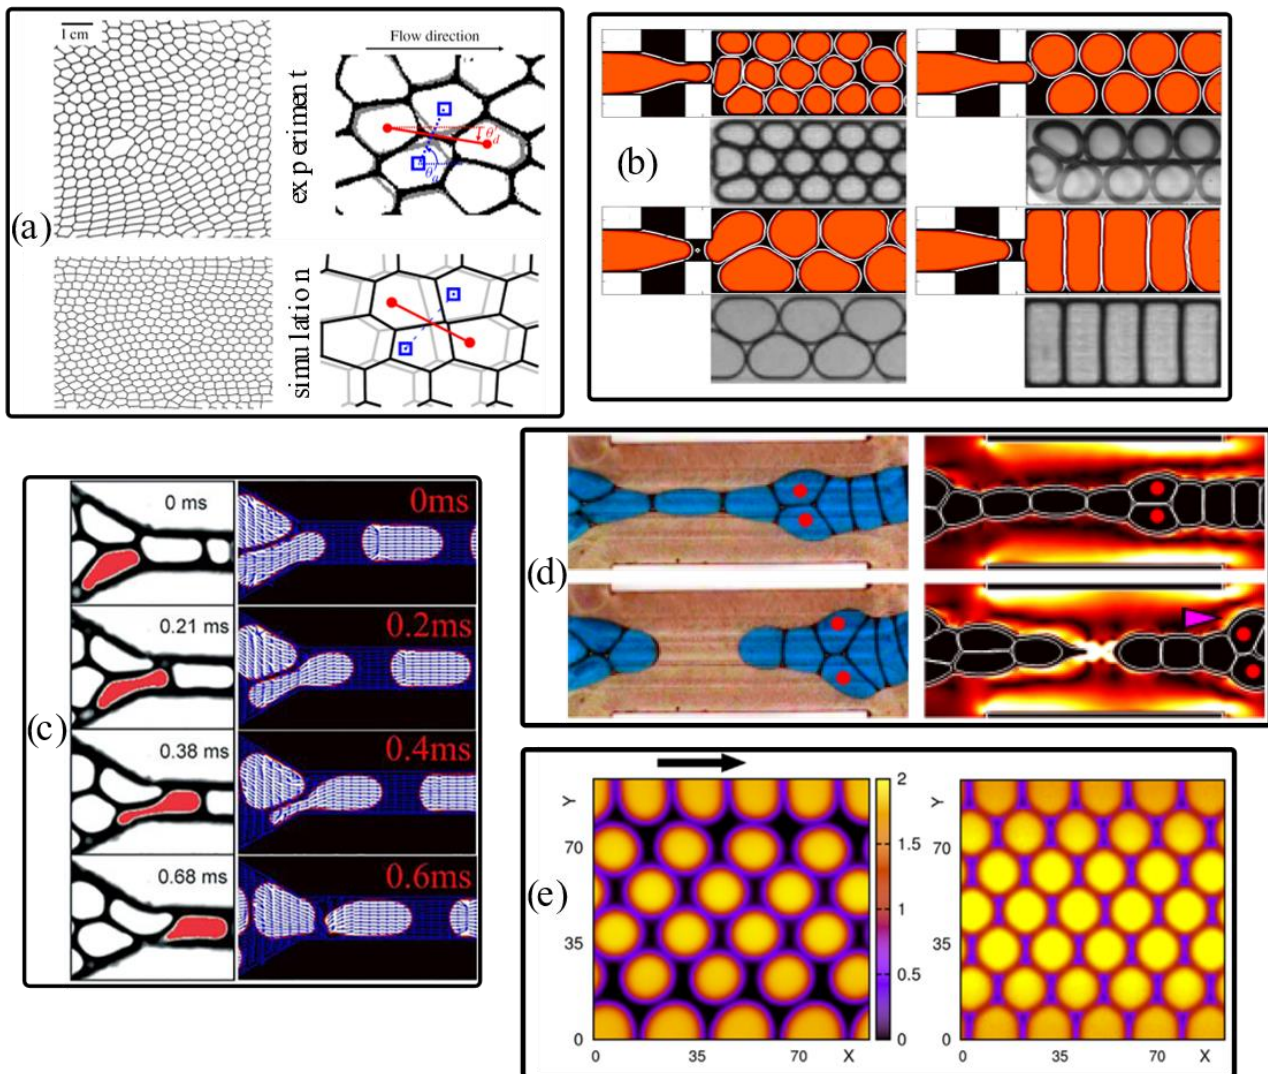 (a)
1 cm
experiment
Flow direction
θ'd
θ'a
simulation
(b)
(c)
0 ms
0ms
0.21 ms
0.2ms
0.38 ms
0.4ms
0.68 ms
0.6ms
(d)
(e)
Y
70
35
0
0
35
70
X
2
1.5
1
0.5
0
Y
70
35
0
0
35
70
X